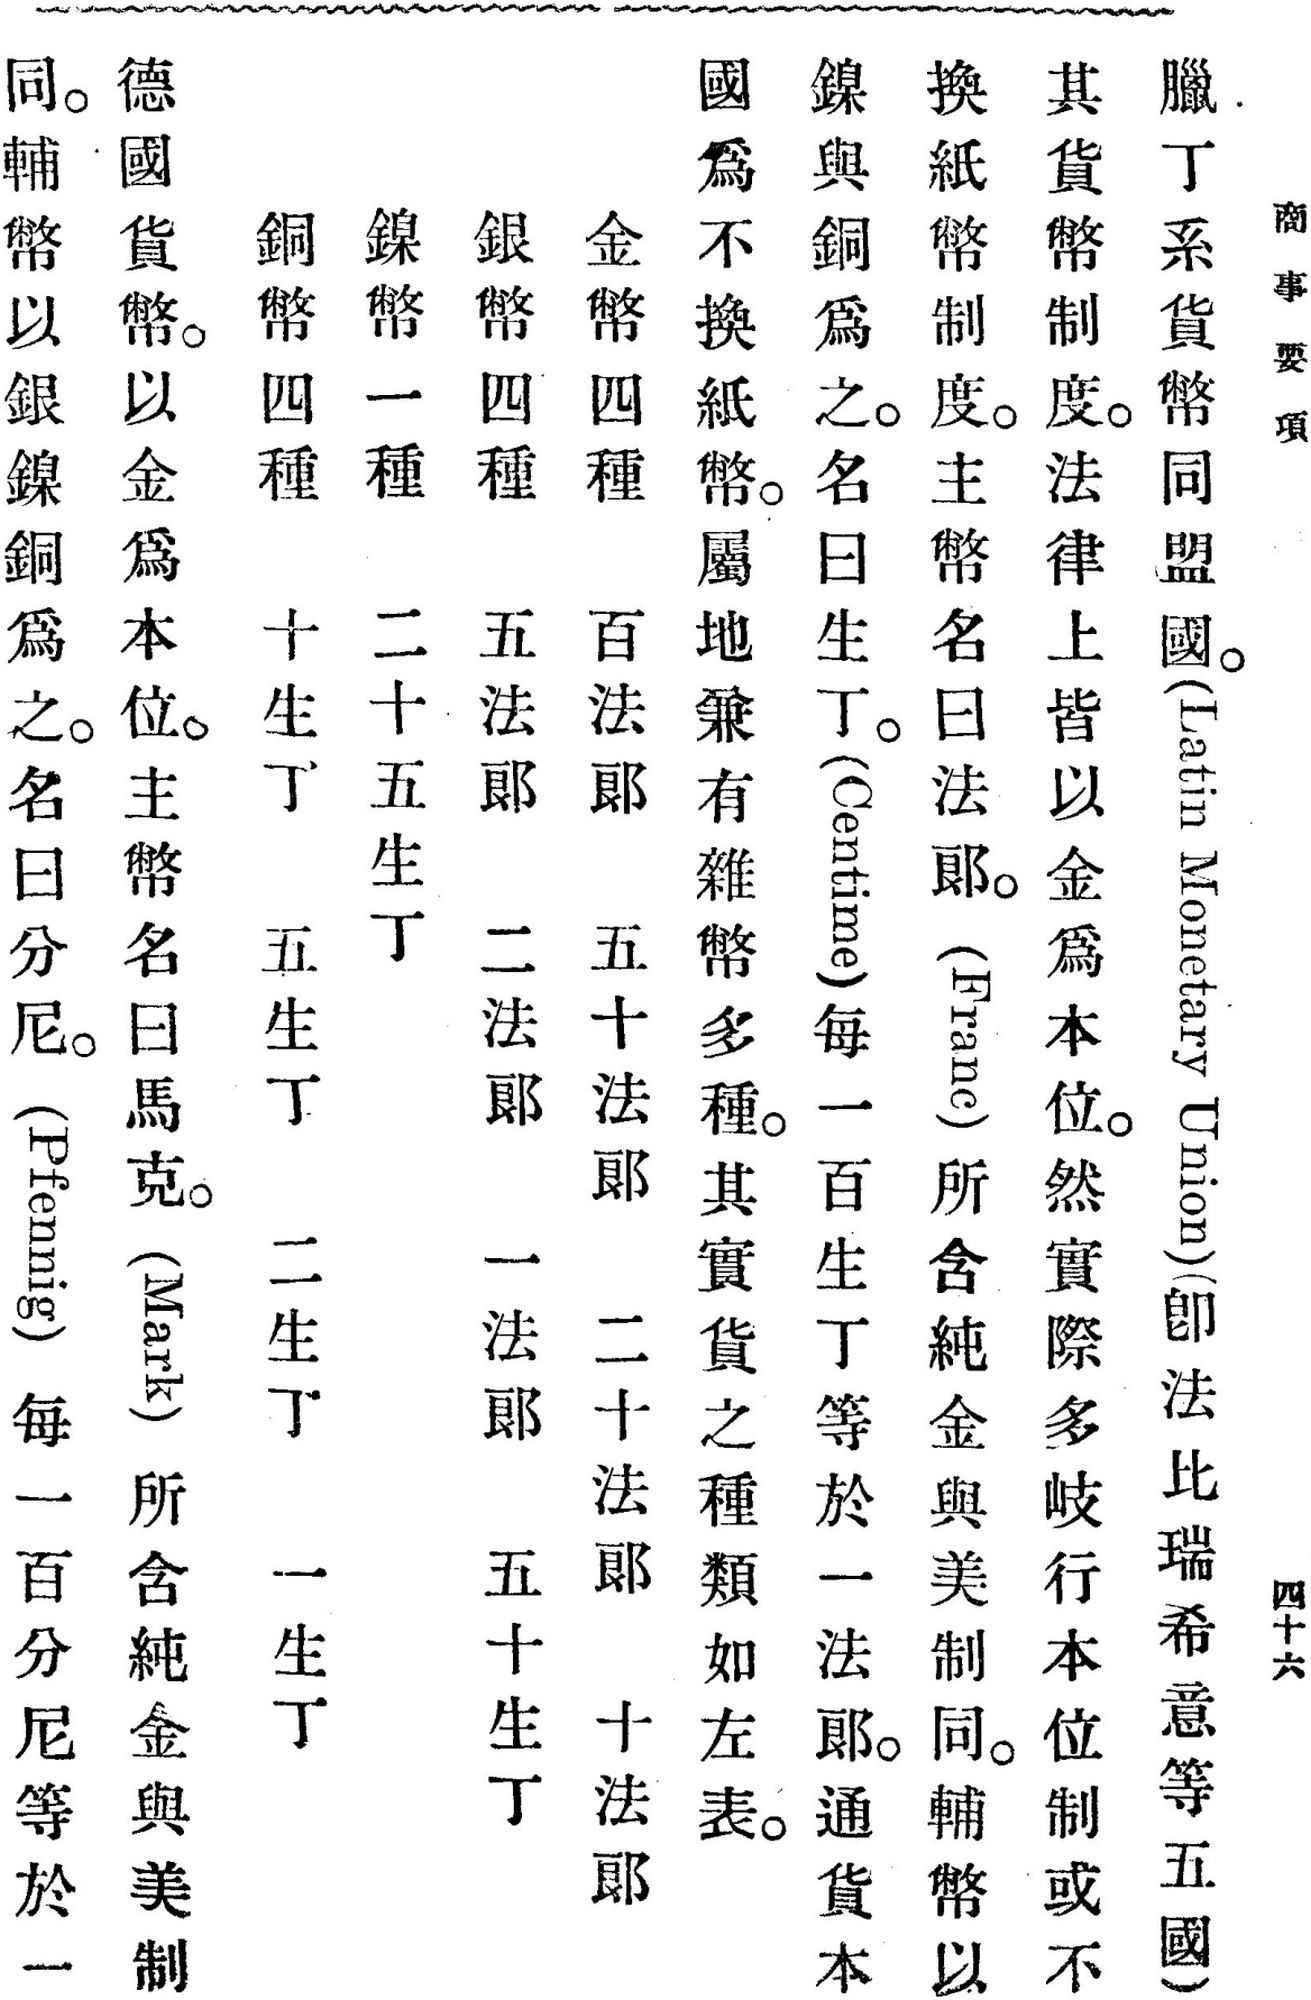 商事要項
四十六
臘丁系貨幣同盟國。(Latin Monetary Union)(卽法比瑞希意等五國)
其貨幣制度。法律上皆以金爲本位。然實際多岐行本位制或不
換紙幣制度。主幣名曰法郞。(Franc)所含純金與美制同。輔幣以
鎳與銅爲之。名曰生丁。(Centime)每一百生丁等於一法郞。通貨本
國爲不換紙幣。屬地兼有雜幣多種。其實貨之種類如左表。
金幣四種 百法郞 五十法郞 二十法郞 十法郞
銀幣四種 五法郞 二法郞 一法郞 五十生丁
鎳幣一種 二十五生丁
銅幣四種 十生丁 五生丁 二生丁 一生丁
德國貨幣。以金爲本位。主幣名曰馬克。(Mark)所含純金與美制
同。輔幣以銀鎳銅爲之。名曰分尼。(Pfennig)每一百分尼等於一